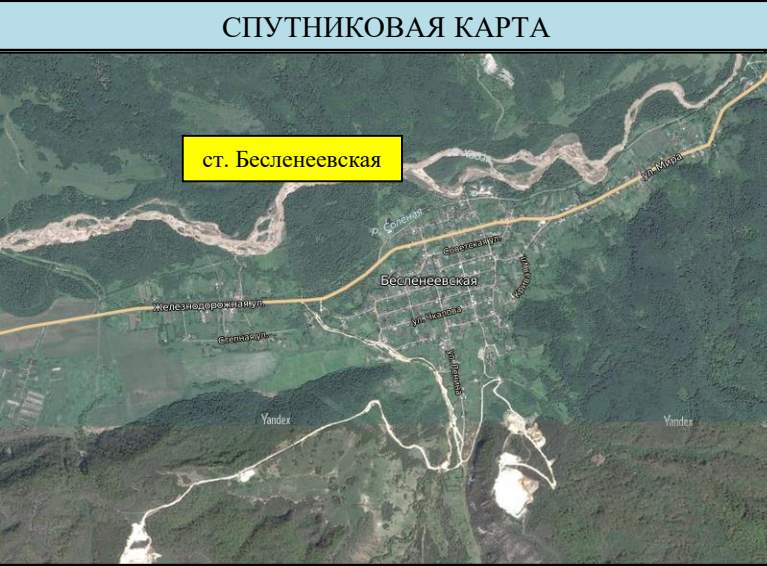 СПУТНИКОВАЯ КАРТА
ст. Бесленеевская
ул. Мира
р. Солёная
Советская ул.
Бесленеевская
Железнодорожная ул.
ул. Чкалова
Степная ул.
ул. Ленина
Yandex
Yandex